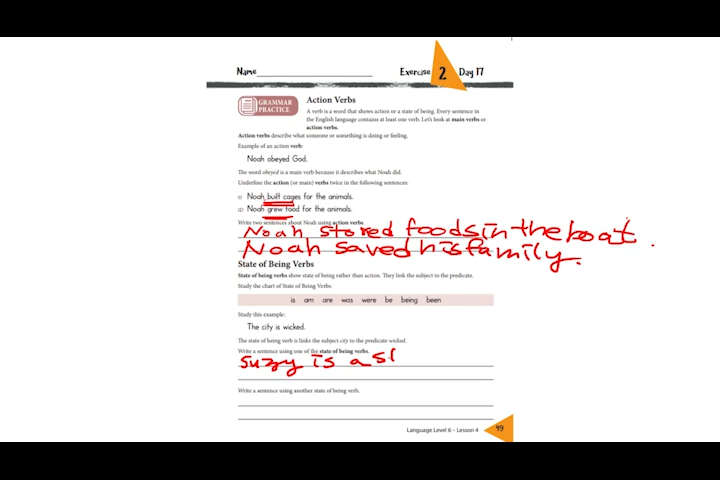 Name
Exercise 2 Day 17
GRAMMAR PRACTICE
Action Verbs
A verb is a word that shows action or a state of being. Every sentence in
the English language contains at least one verb. Let's look at main verbs or
action verbs.
Action verbs describe what someone or something is doing or feeling.
Example of an action verb:
Noah obeyed God.
The word obeyed is a main verb because it describes what Noah did.
Underline the action (or main) verbs twice in the following sentences:
(1) Noah built cages for the animals.
(2) Noah grew food for the animals.
Write two sentences about Noah using action verbs.
Noah stored foods in the boat.
Noah saved his family.
State of Being Verbs
State of being verbs show state of being rather than action. They link the subject to the predicate.
Study the chart of State of Being Verbs:
is am are was were be being been
Study this example:
The city is wicked.
The state of being verb is links the subject city to the predicate wicked.
Write a sentence using one of the state of being verbs.
Suzy is a s
Write a sentence using another state of being verb.
Language Level 6 – Lesson 4 49